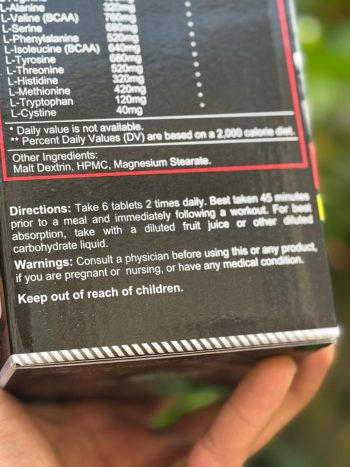 L-Alanine 320mg
L-Valine (BCAA) 760mg
L-Serine
L-Phenylalanine 520mg
L-Isoleucine (BCAA) 640mg
L-Tyrosine 680mg
L-Threonine 520mg
L-Histidine 320mg
L-Methionine 420mg
L-Tryptophan 120mg
L-Cystine 40mg
* Daily value is not available.
** Percent Daily Values (DV) are based on a 2,000 calorie diet.
Other Ingredients:
Malt Dextrin, HPMC, Magnesium Stearate.
Directions: Take 6 tablets 2 times daily. Best taken 45 minutes
prior to a meal and immediately following a workout. For best
absorption, take with a diluted fruit juice or other diluted
carbohydrate liquid.
Warnings: Consult a physician before using this or any product,
if you are pregnant or nursing, or have any medical condition.
Keep out of reach of children.